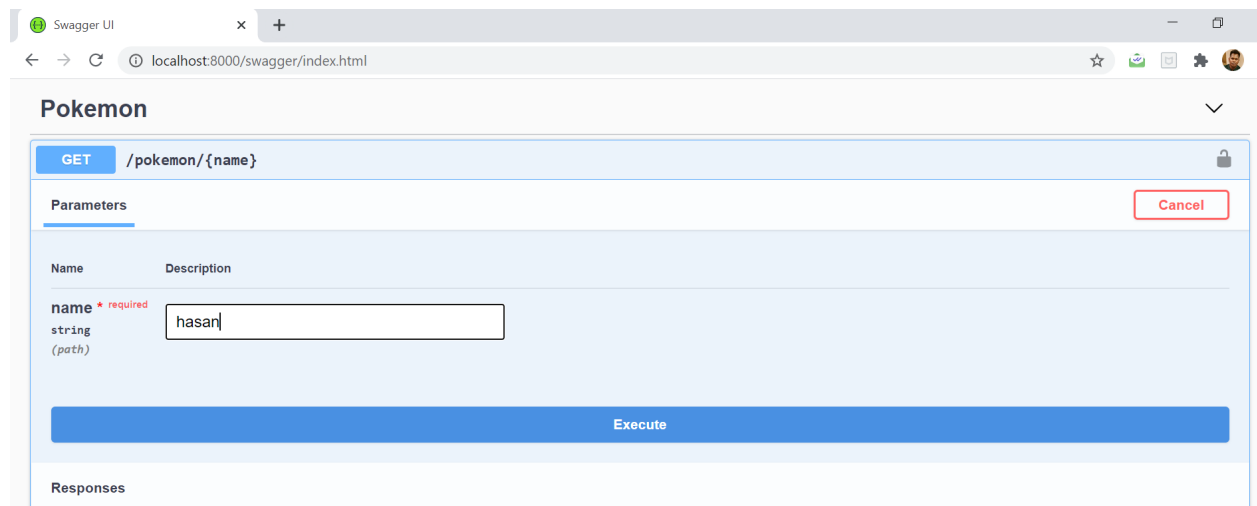 Swagger UI
localhost:8000/swagger/index.html
Pokemon
GET /pokemon/{name}
Parameters Cancel
Name Description
name * required
hasan
string
(path)
Execute
Responses